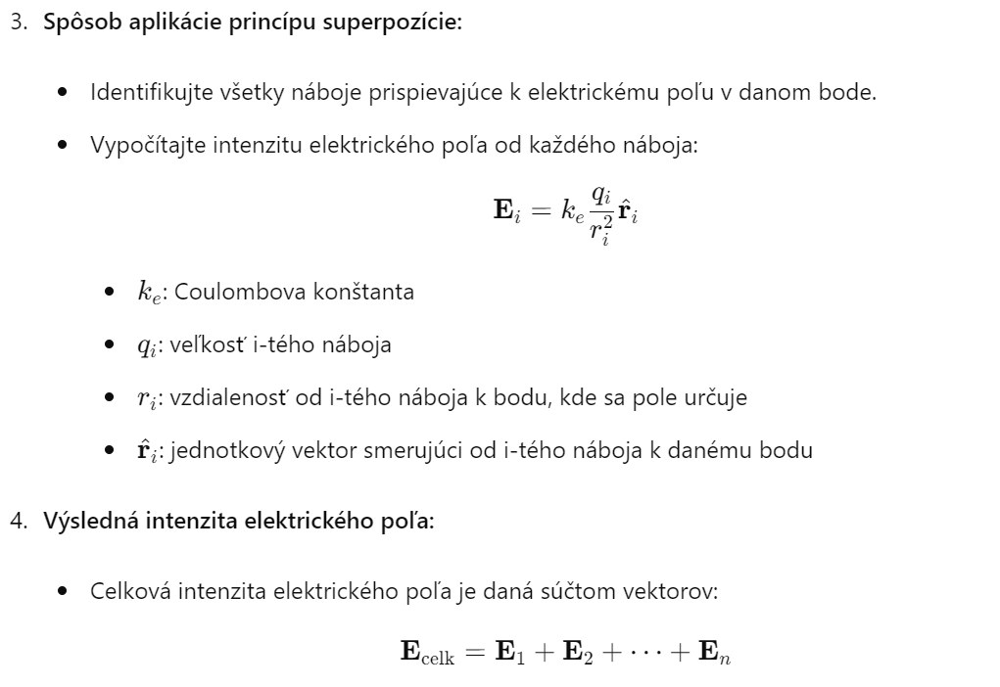 3. Spôsob aplikácie princípu superpozície:
• Identifikujte všetky náboje prispievajúce k elektrickému poľu v danom bode.
• Vypočítajte intenzitu elektrického poľa od každého náboja:
$\mathbf{E}_i = k_e \frac{q_i}{r_i^2} \hat{\mathbf{r}}_i$
• $k_e$: Coulombova konštanta
• $q_i$: veľkosť i-tého náboja
• $r_i$: vzdialenosť od i-tého náboja k bodu, kde sa pole určuje
• $\hat{\mathbf{r}}_i$: jednotkový vektor smerujúci od i-tého náboja k danému bodu
4. Výsledná intenzita elektrického poľa:
• Celková intenzita elektrického poľa je daná súčtom vektorov:
$\mathbf{E}_{\text{celk}} = \mathbf{E}_1 + \mathbf{E}_2 + \cdots + \mathbf{E}_n$